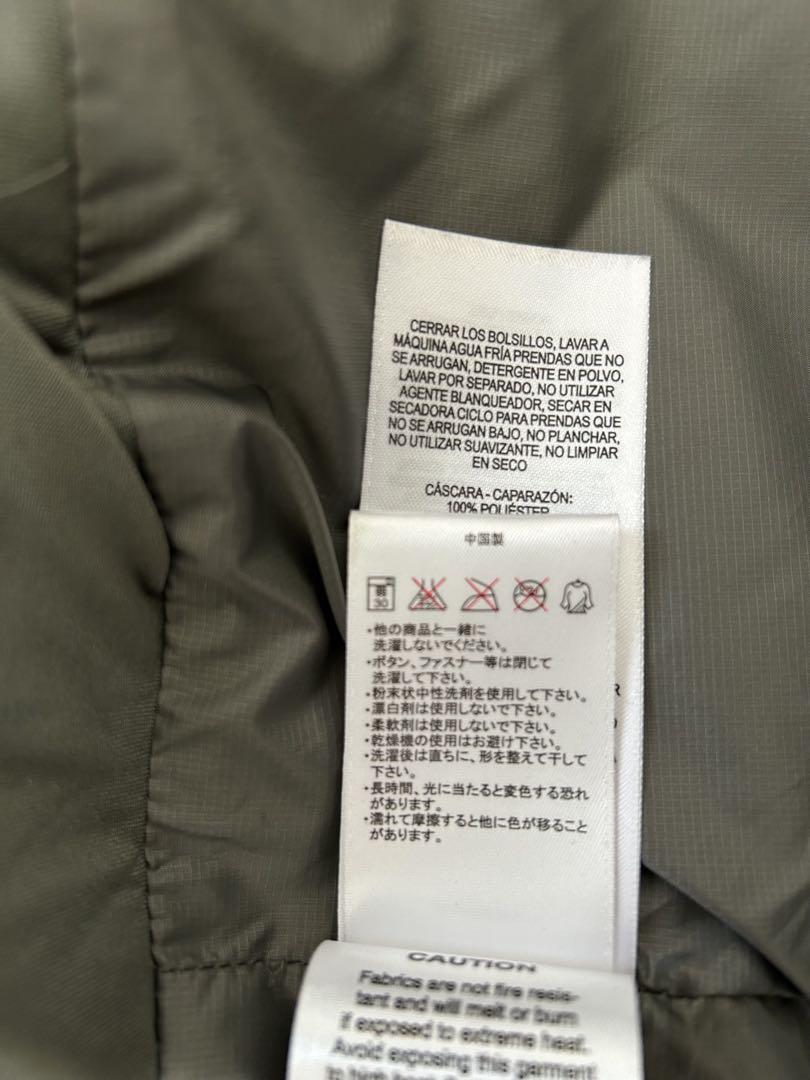 CERRAR LOS BOLSILLOS, LAVAR A
MÁQUINA AGUA FRÍA PRENDAS QUE NO
SE ARRUGAN, DETERGENTE EN POLVO,
LAVAR POR SEPARADO, NO UTILIZAR
AGENTE BLANQUEADOR, SECAR EN
SECADORA CICLO PARA PRENDAS QUE
NO SE ARRUGAN BAJO, NO PLANCHAR,
NO UTILIZAR SUAVIZANTE, NO LIMPIAR
EN SECO
CÁSCARA - CAPARAZÓN:
100% POLIÉSTER
中国製
弱
30
・他の商品と一緒に
洗濯しないでください。
・ボタン、ファスナー等は閉じて
洗濯して下さい。
・粉末状中性洗剤を使用して下さい。
・漂白剤は使用しないで下さい。
・柔軟剤は使用しないで下さい。
・乾燥機の使用はお避け下さい。
・洗濯後は直ちに、形を整えて干して
下さい。
・長時間、光に当たると変色する恐れ
があります。
・濡れて摩擦すると他に色が移ること
があります。
R
CAUTION
Fabrics are not fire resis-
tant and will melt or burn
if exposed to extreme heat.
Avoid exposing this garment